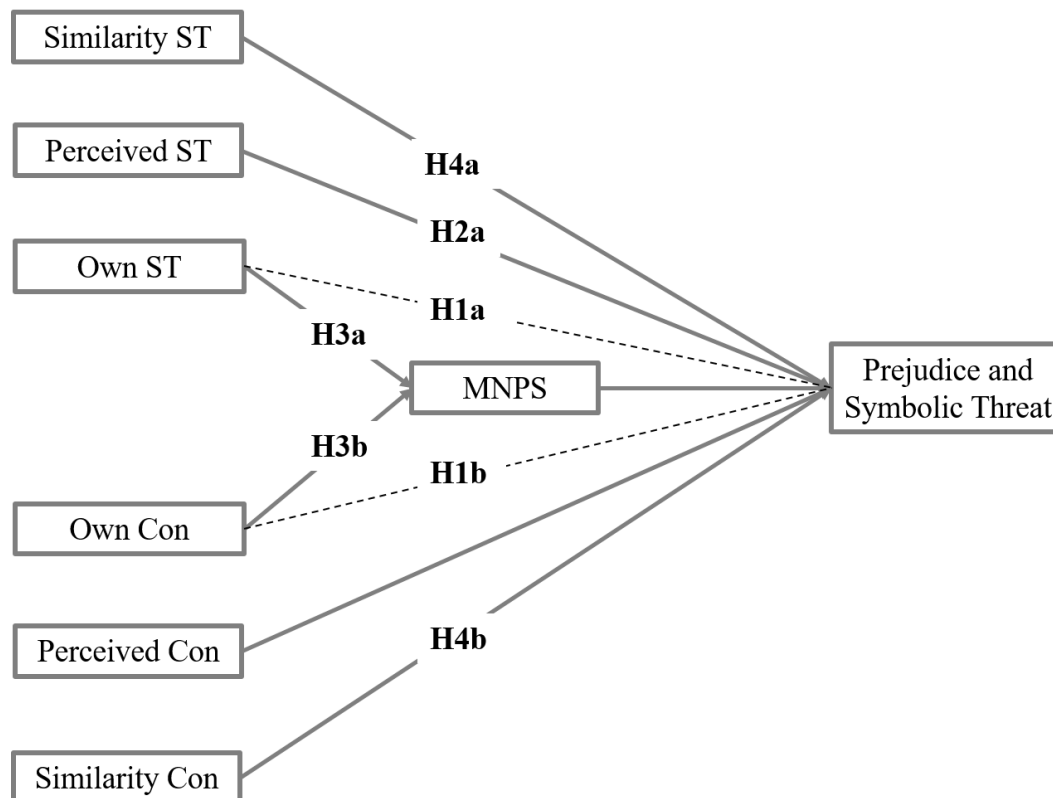 Similarity ST
Perceived ST
H4a
H2a
Own ST
H1a
H3a
MNPS
Prejudice and
Symbolic Threat
H3b
H1b
Own Con
H4b
Perceived Con
Similarity Con